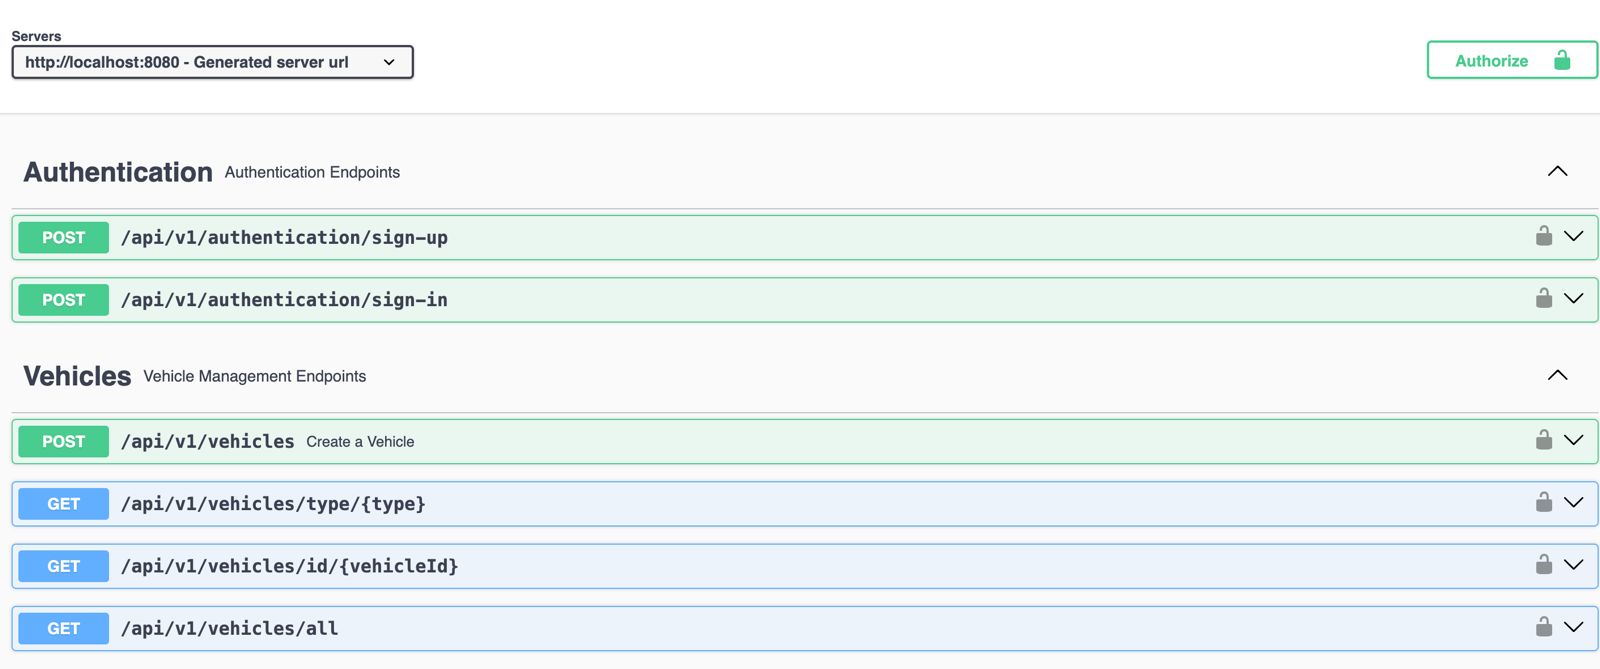 Servers
http://localhost:8080 - Generated server url
Authorize
Authentication Authentication Endpoints
POST /api/v1/authentication/sign-up
POST /api/v1/authentication/sign-in
Vehicles Vehicle Management Endpoints
POST /api/v1/vehicles Create a Vehicle
GET /api/v1/vehicles/type/{type}
GET /api/v1/vehicles/id/{vehicleId}
GET /api/v1/vehicles/all